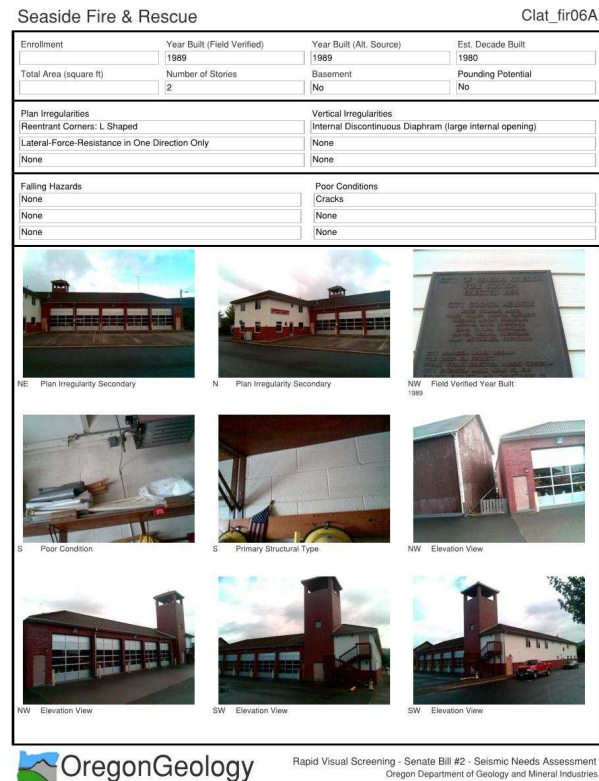 Seaside Fire & Rescue
Clat_fir06A
Enrollment Year Built (Field Verified) Year Built (Alt. Source) Est. Decade Built
1989 1989 1980
Total Area (square ft) Number of Stories Basement Pounding Potential
2 No No
Plan Irregularities Vertical Irregularities
Reentrant Corners: L Shaped Internal Discontinuous Diaphram (large internal opening)
Lateral-Force-Resistance in One Direction Only None
None None
Falling Hazards Poor Conditions
None Cracks
None None
None None
NE Plan Irregularity Secondary N Plan Irregularity Secondary NW Field Verified Year Built
1989
S Poor Condition S Primary Structural Type NW Elevation View
NW Elevation View SW Elevation View SW Elevation View
OregonGeology
Rapid Visual Screening - Senate Bill #2 - Seismic Needs Assessment
Oregon Department of Geology and Mineral Industries